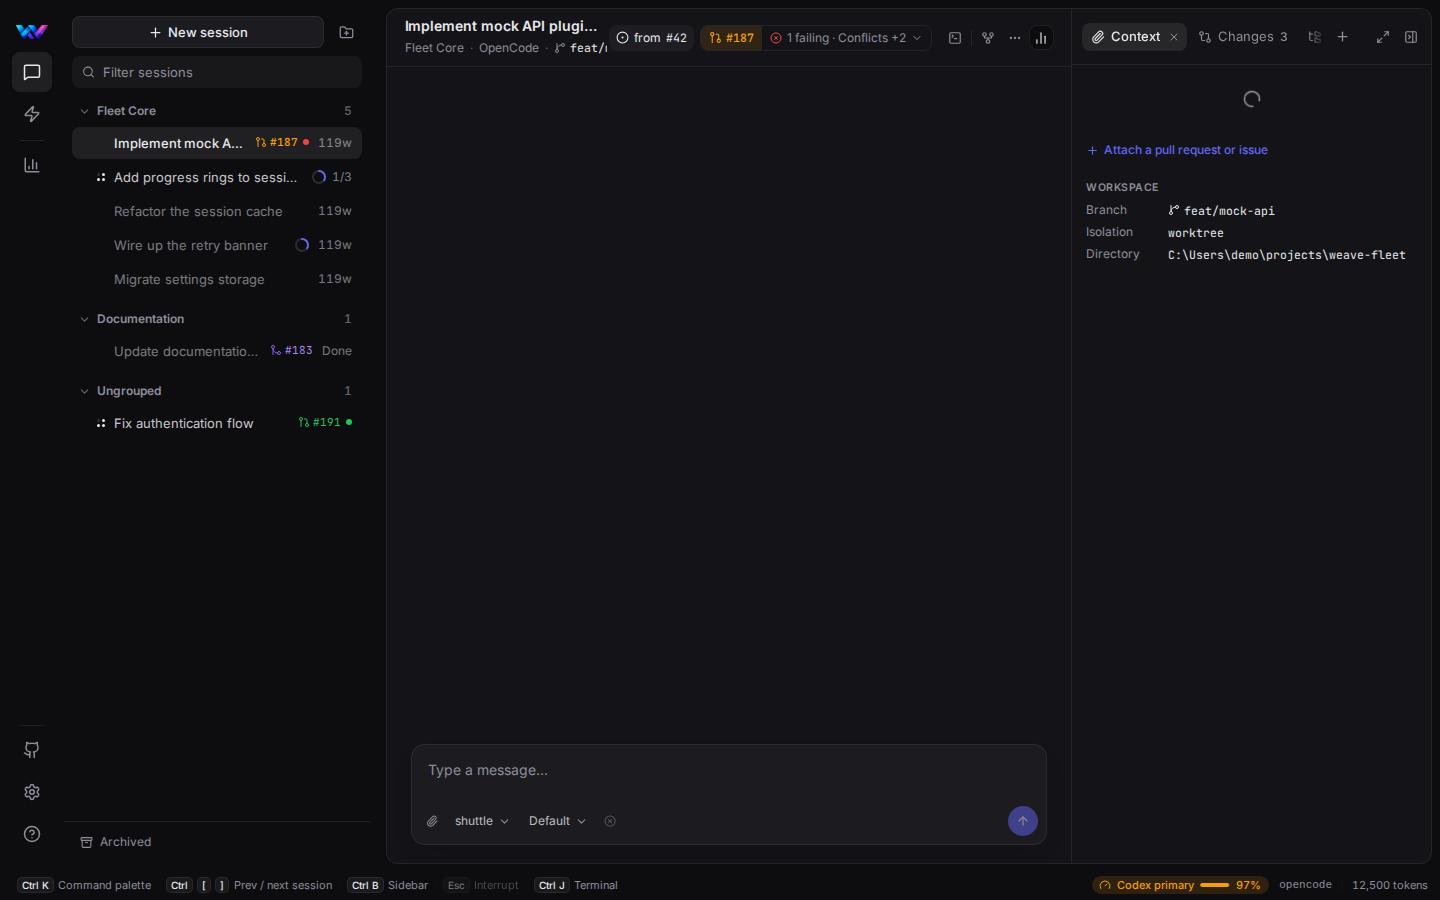 New session
Filter sessions
Fleet Core 5
Implement mock A... #187 119w
Add progress rings to sessi... 1/3
Refactor the session cache 119w
Wire up the retry banner 119w
Migrate settings storage 119w
Documentation 1
Update documentatio... #183 Done
Ungrouped 1
Fix authentication flow #191
Archived
Implement mock API plugi...
Fleet Core · OpenCode · feat/
from #42
#187 1 failing · Conflicts +2
Type a message...
shuttle Default
Context Changes 3
Attach a pull request or issue
WORKSPACE
Branch feat/mock-api
Isolation worktree
Directory C:\Users\demo\projects\weave-fleet
Ctrl K Command palette Ctrl [ ] Prev / next session Ctrl B Sidebar Esc Interrupt Ctrl J Terminal
Codex primary 97% opencode 12,500 tokens